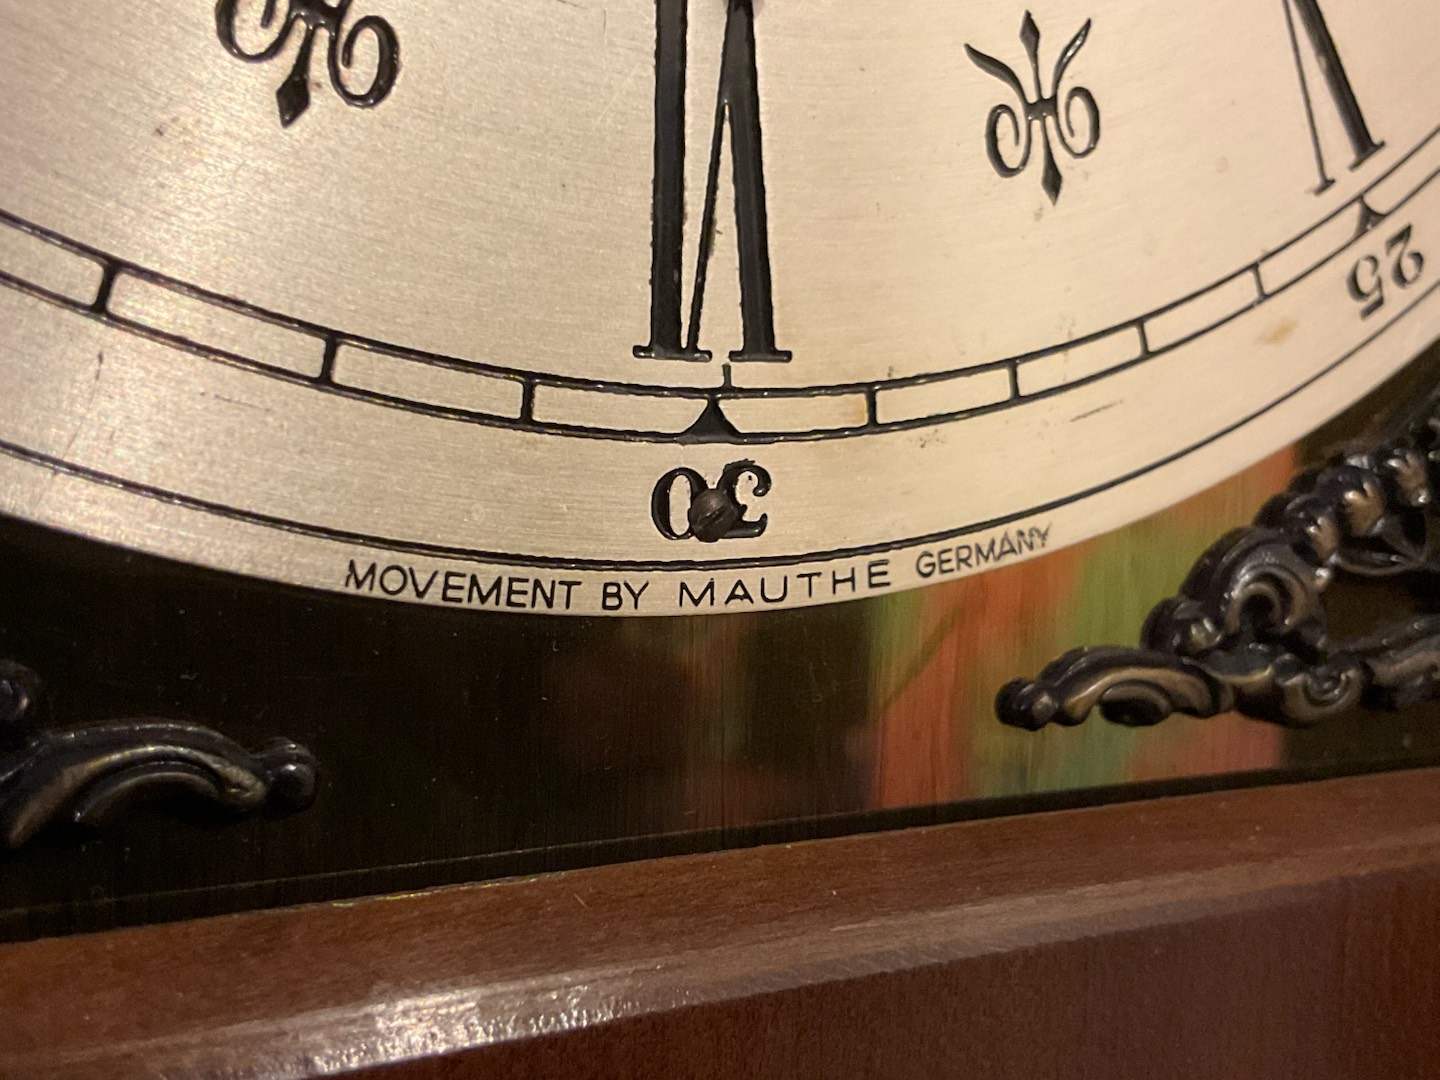 VI
V
25
30
MOVEMENT BY MAUTHE GERMANY